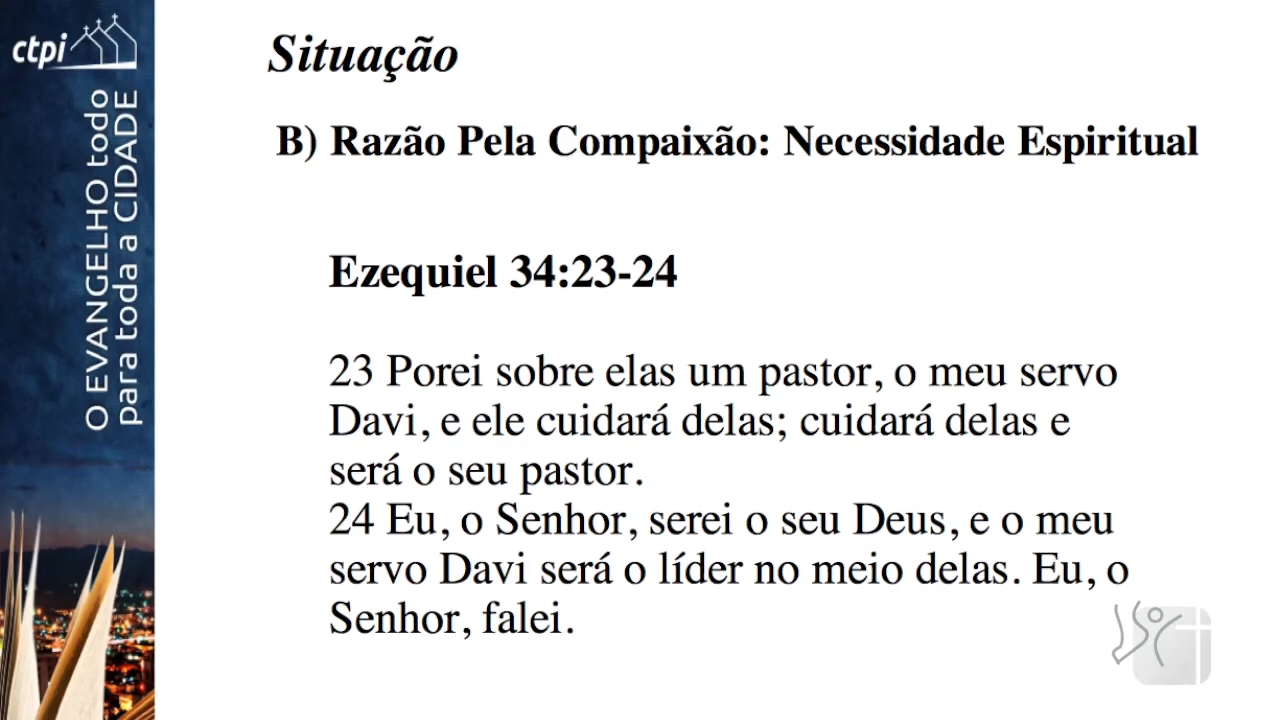 ctpi
O EVANGELHO todo
para toda a CIDADE
Situação
B) Razão Pela Compaixão: Necessidade Espiritual
Ezequiel 34:23-24
23 Porei sobre elas um pastor, o meu servo
Davi, e ele cuidará delas; cuidará delas e
será o seu pastor.
24 Eu, o Senhor, serei o seu Deus, e o meu
servo Davi será o líder no meio delas. Eu, o
Senhor, falei.